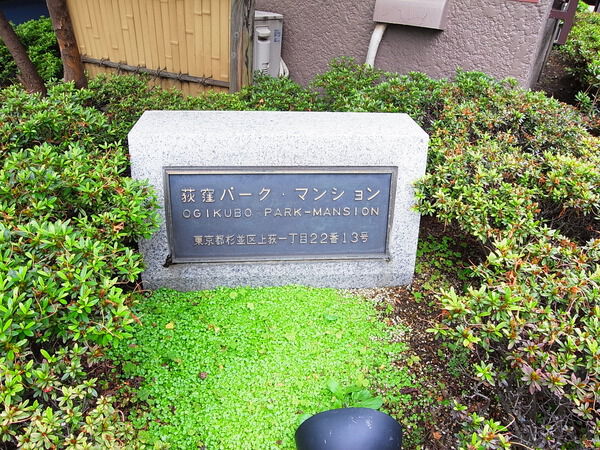 荻窪パーク・マンション
OGIKUBO PARK-MANSION
東京都杉並区上荻一丁目22番13号